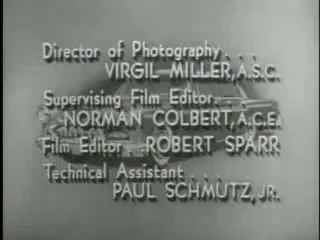 Director of Photography . . .
VIRGIL MILLER, A.S.C.
Supervising Film Editor . .
NORMAN COLBERT, A.C.E.
Film Editor . . ROBERT SPARR
Technical Assistant . . .
PAUL SCHMUTZ, JR.